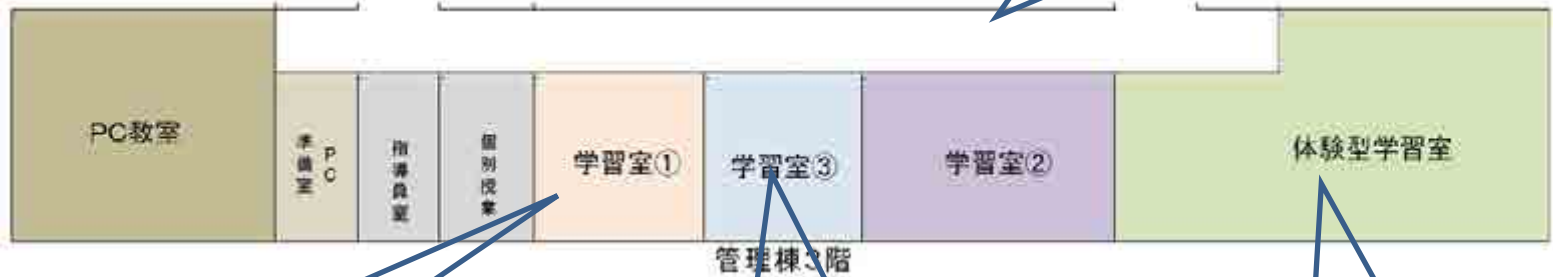 PC教室
PC
準備室
指導員室
個別授業
学習室①
学習室③
学習室②
体験型学習室
管理棟3階